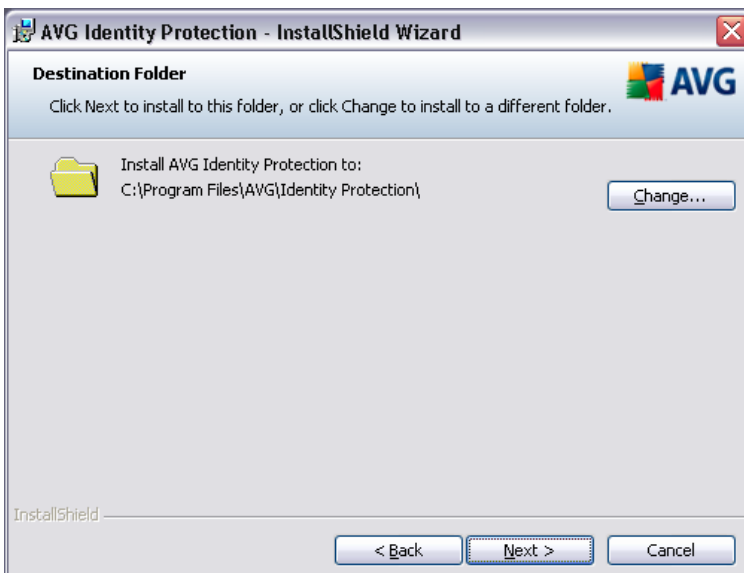 AVG Identity Protection - InstallShield Wizard
Destination Folder
Click Next to install to this folder, or click Change to install to a different folder.
AVG
Install AVG Identity Protection to:
C:\Program Files\AVG\Identity Protection\
Change...
InstallShield
< Back
Next >
Cancel